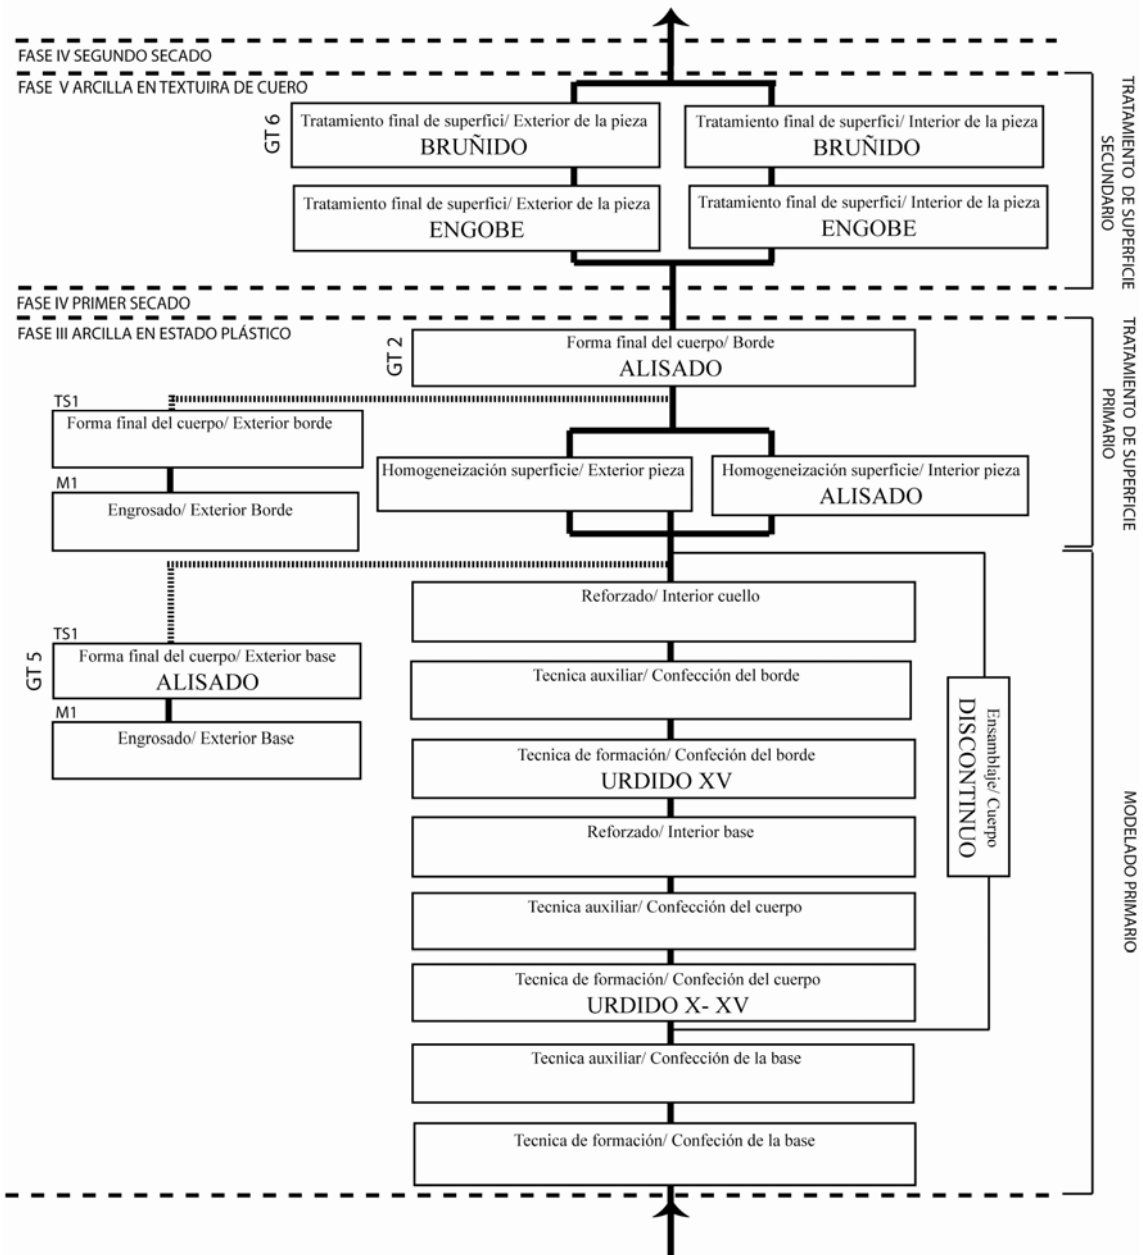 FASE IV SEGUNDO SECADO
FASE V ARCILLA EN TEXTUIRA DE CUERO
GT 6
Tratamiento final de superfici/ Exterior de la pieza
BRUÑIDO
Tratamiento final de superfici/ Interior de la pieza
BRUÑIDO
Tratamiento final de superfici/ Exterior de la pieza
ENGOBE
Tratamiento final de superfici/ Interior de la pieza
ENGOBE
TRATAMIENTO DE SUPERFICIE
SECUNDARIO
FASE IV PRIMER SECADO
FASE III ARCILLA EN ESTADO PLÁSTICO
GT 2
Forma final del cuerpo/ Borde
ALISADO
TS1
Forma final del cuerpo/ Exterior borde
M1
Engrosado/ Exterior Borde
Homogeneización superficie/ Exterior pieza
Homogeneización superficie/ Interior pieza
ALISADO
TRATAMIENTO DE SUPERFICIE
PRIMARIO
Reforzado/ Interior cuello
GT 5
TS1
Forma final del cuerpo/ Exterior base
ALISADO
M1
Engrosado/ Exterior Base
Tecnica auxiliar/ Confección del borde
Tecnica de formación/ Confeción del borde
URDIDO XV
Reforzado/ Interior base
Tecnica auxiliar/ Confección del cuerpo
Tecnica de formación/ Confeción del cuerpo
URDIDO X- XV
Tecnica auxiliar/ Confección de la base
Tecnica de formación/ Confeción de la base
Ensamblaje/ Cuerpo
DISCONTINUO
MODELADO PRIMARIO